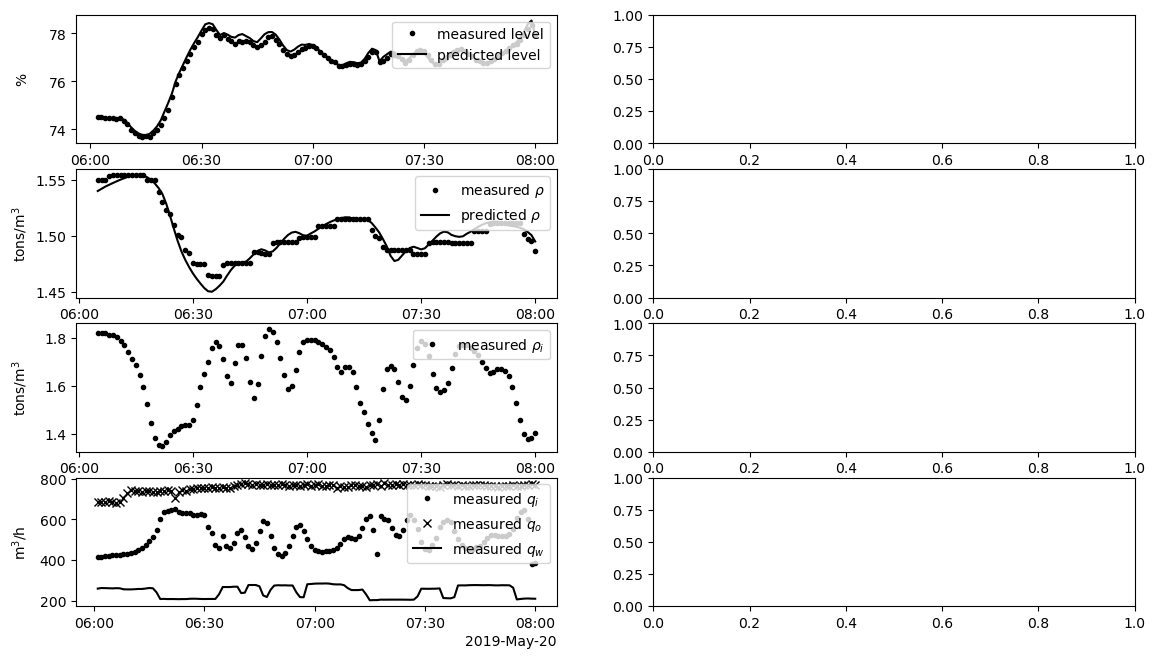 78
76
74
%
measured level
predicted level
06:00 06:30 07:00 07:30 08:00
1.00
0.75
0.50
0.25
0.00
0.0 0.2 0.4 0.6 0.8 1.0
1.55
1.50
1.45
tons/m³
measured ρ
predicted ρ
06:00 06:30 07:00 07:30 08:00
1.00
0.75
0.50
0.25
0.00
0.0 0.2 0.4 0.6 0.8 1.0
1.8
1.6
1.4
tons/m³
measured ρᵢ
06:00 06:30 07:00 07:30 08:00
1.00
0.75
0.50
0.25
0.00
0.0 0.2 0.4 0.6 0.8 1.0
800
600
400
200
m³/h
measured qᵢ
measured qₒ
measured q_w
06:00 06:30 07:00 07:30 08:00
2019-May-20
1.00
0.75
0.50
0.25
0.00
0.0 0.2 0.4 0.6 0.8 1.0